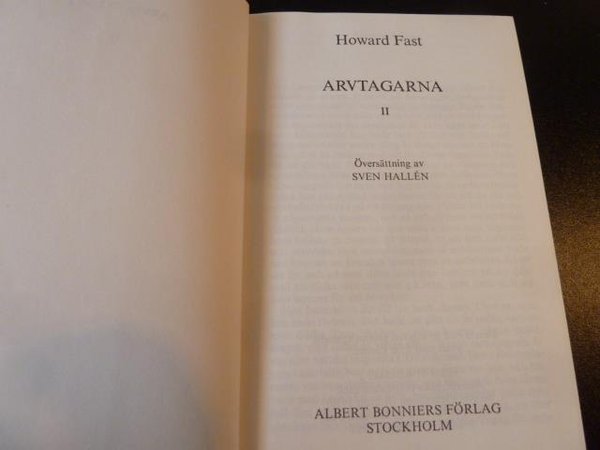 Howard Fast
ARVTAGARNA
II
Översättning av
SVEN HALLÉN
ALBERT BONNIERS FÖRLAG
STOCKHOLM